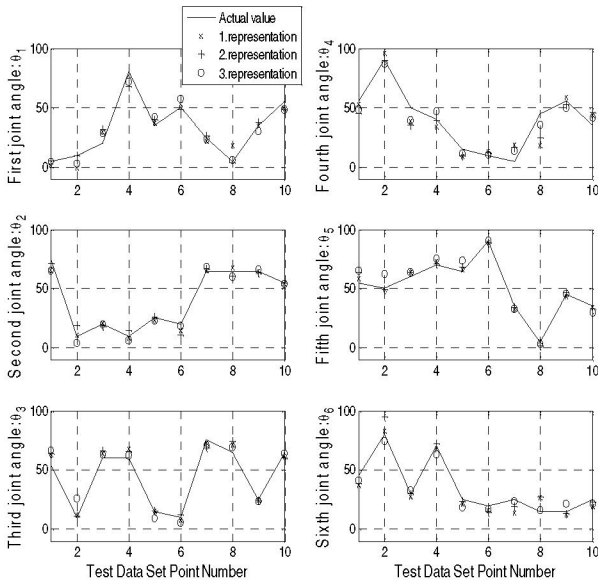 Actual value
1.representation
2.representation
3.representation
First joint angle:θ1
100
50
0
2 4 6 8 10
Fourth joint angle:θ4
100
50
0
2 4 6 8 10
Second joint angle:θ2
100
50
0
2 4 6 8 10
Fifth joint angle:θ5
100
50
0
2 4 6 8 10
Third joint angle:θ3
100
50
0
2 4 6 8 10
Test Data Set Point Number
Sixth joint angle:θ6
100
50
0
2 4 6 8 10
Test Data Set Point Number